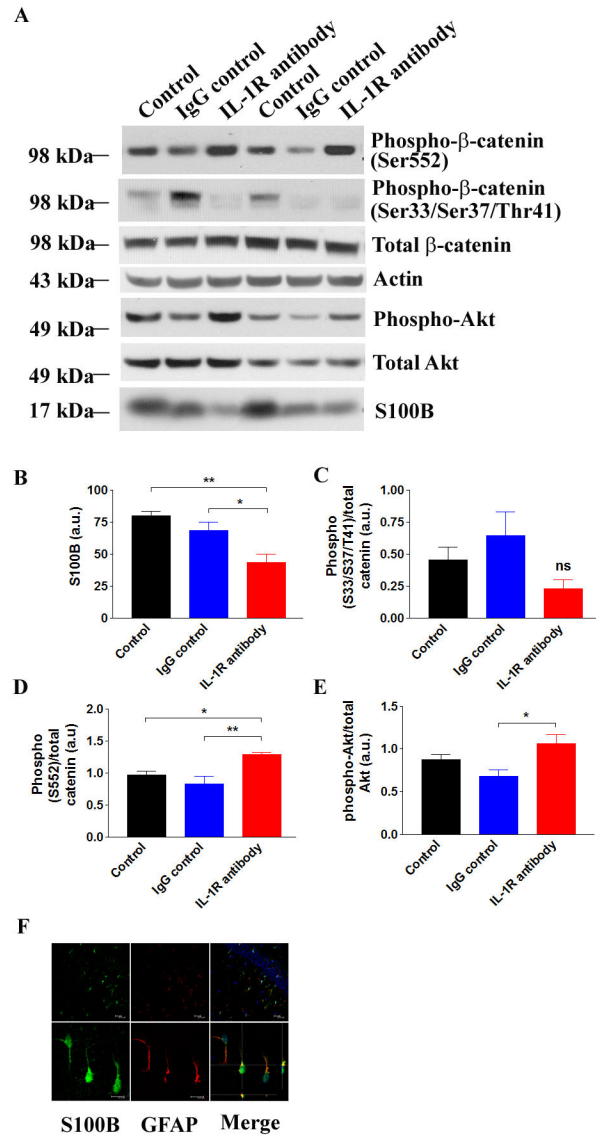 A
Control IgG control IL-1R antibody Control IgG control IL-1R antibody
98 kDa
Phospho-β-catenin
(Ser552)
98 kDa
Phospho-β-catenin
(Ser33/Ser37/Thr41)
98 kDa
Total β-catenin
43 kDa
Actin
49 kDa
Phospho-Akt
49 kDa
Total Akt
17 kDa
S100B
B
S100B (a.u.)
100
75
50
25
0
**
*
Control
IgG control
IL-1R antibody
C
Phospho
(S33/S37/T41)/total
catenin (a.u.)
1.00
0.75
0.50
0.25
0.00
ns
Control
IgG control
IL-1R antibody
D
Phospho
(S552)/total
catenin (a.u)
2.0
1.5
1.0
0.5
0.0
*
**
Control
IgG control
IL-1R antibody
E
phospho-Akt/total
Akt (a.u.)
1.5
1.0
0.5
0.0
*
Control
IgG control
IL-1R antibody
F
S100B GFAP Merge